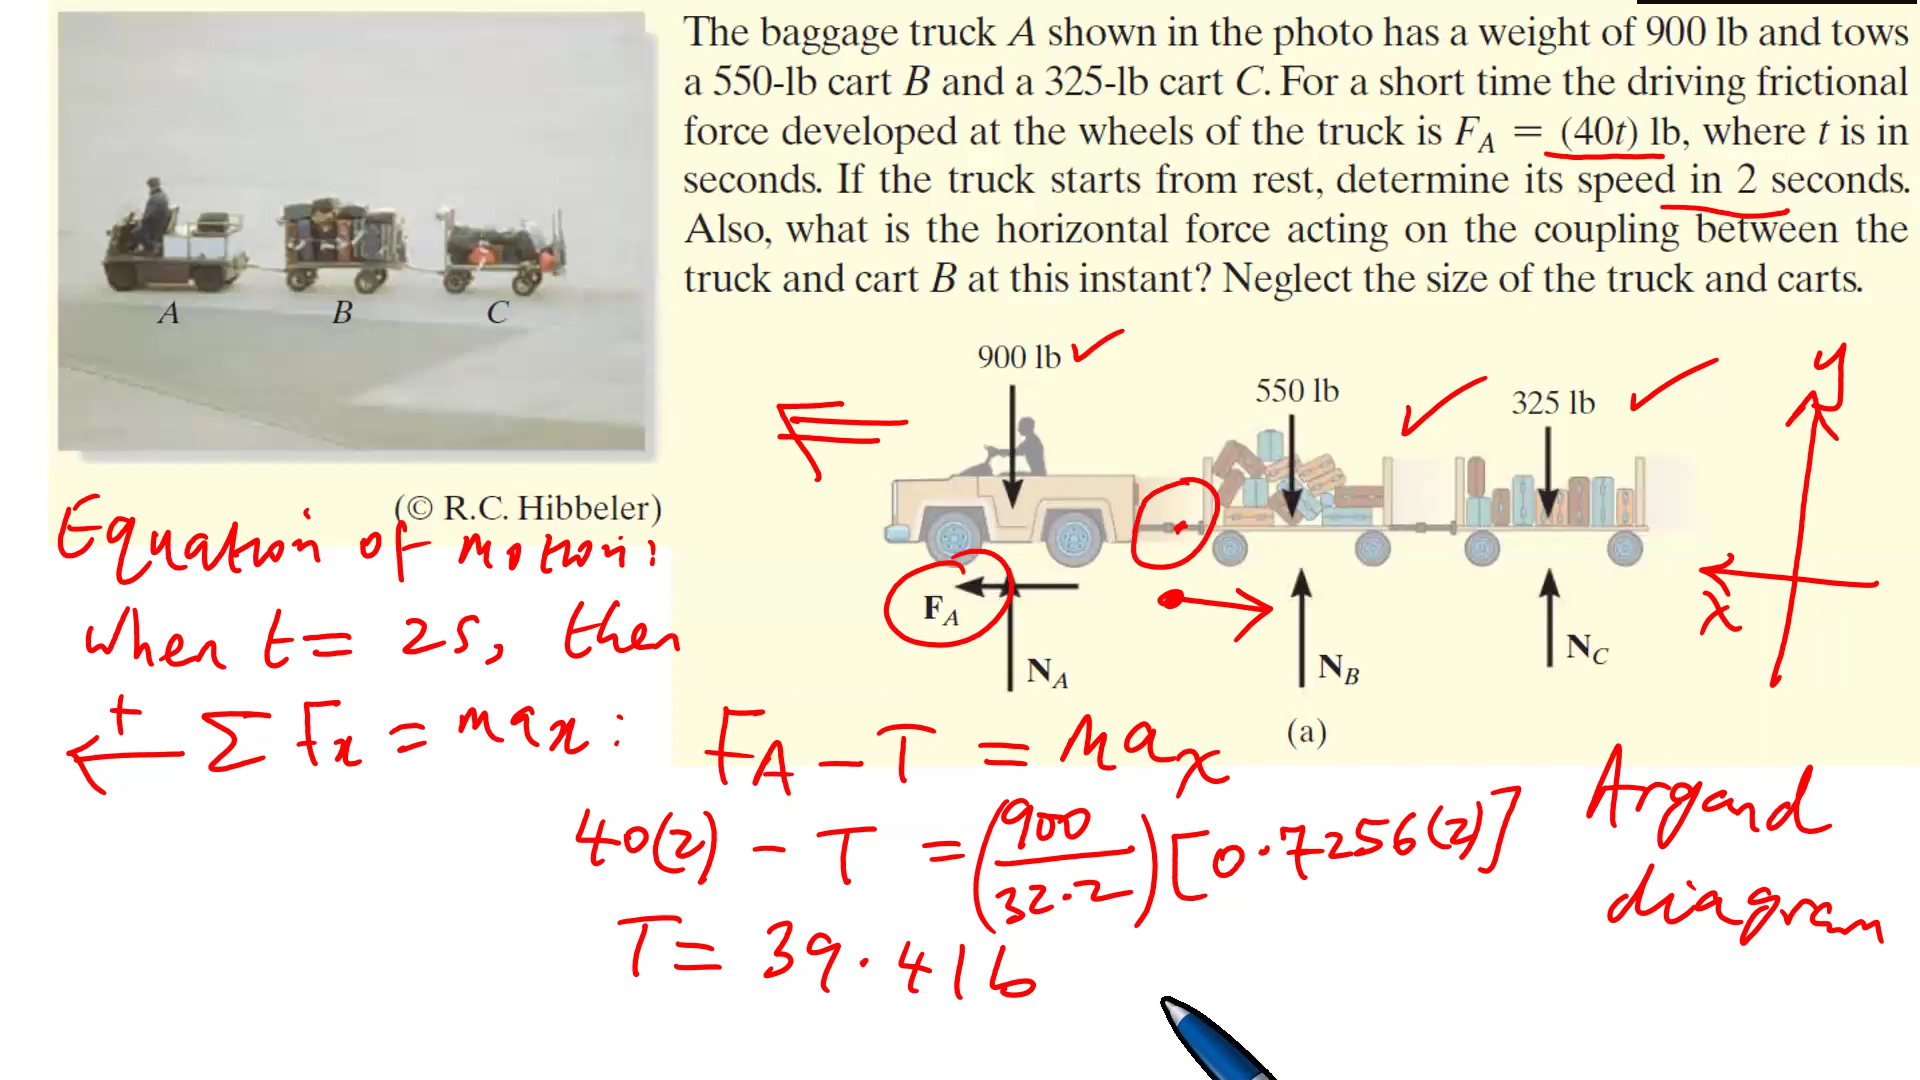 The baggage truck A shown in the photo has a weight of 900 lb and tows
a 550-lb cart B and a 325-lb cart C. For a short time the driving frictional
force developed at the wheels of the truck is F_A = (40t) lb, where t is in
seconds. If the truck starts from rest, determine its speed in 2 seconds.
Also, what is the horizontal force acting on the coupling between the
truck and cart B at this instant? Neglect the size of the truck and carts.
A B C
(© R.C. Hibbeler)
900 lb
550 lb
325 lb
y
x
F_A
N_A
N_B
N_C
(a)
Equation of motion:
when t = 2s, then
+ ← Σ Fx = max : F_A - T = Max
40(2) - T = (900/32.2) [0.7256(2)]
T = 39.4 lb
Argand
diagram